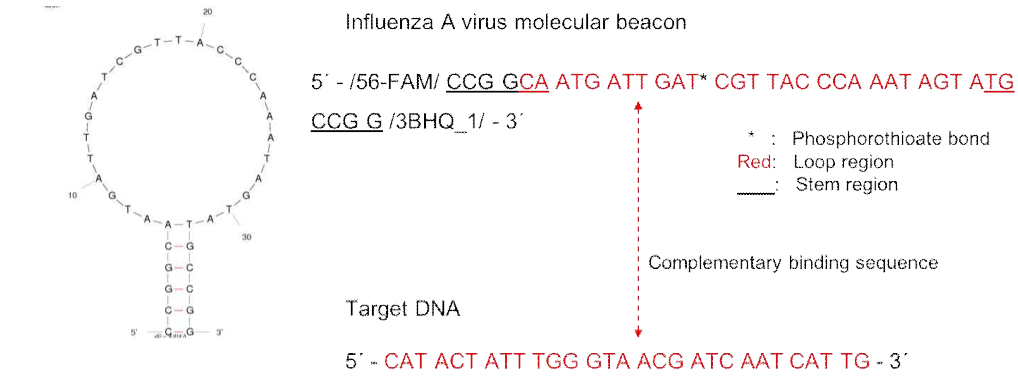 20
10
30
5'
3'
C C G G C A A T G A T T G A T C G T T A C C C A A A T A G T A T G C C G G
Influenza A virus molecular beacon
5´ - /56-FAM/ CCG GCA ATG ATT GAT* CGT TAC CCA AAT AGT ATG
CCG G /3BHQ_1/ - 3´
* : Phosphorothioate bond
Red: Loop region
____: Stem region
Complementary binding sequence
Target DNA
5´ - CAT ACT ATT TGG GTA ACG ATC AAT CAT TG - 3´